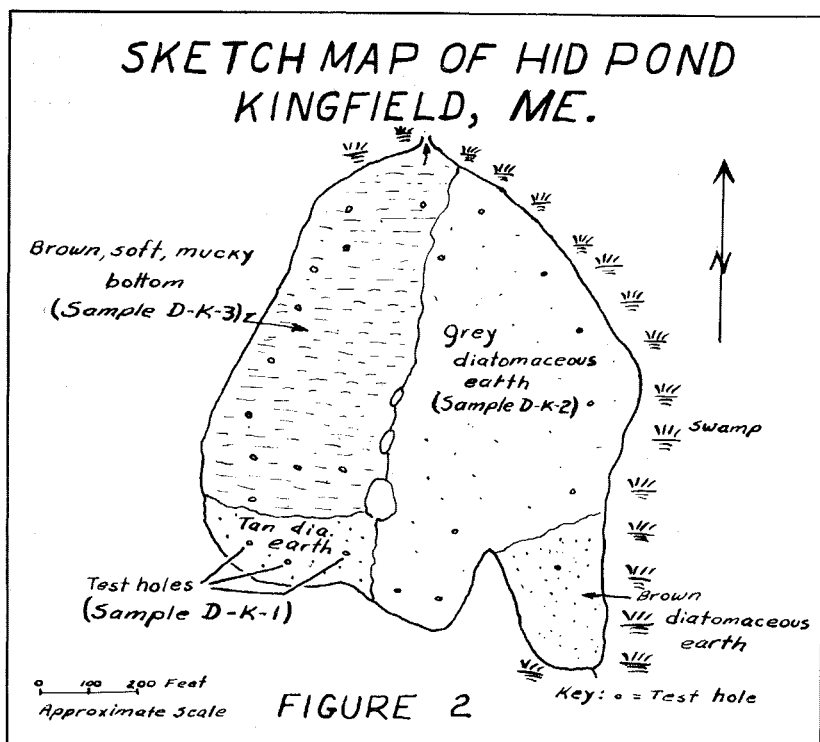 SKETCH MAP OF HID POND
KINGFIELD, ME.
N
Brown, soft, mucky
bottom
(Sample D-K-3)
grey
diatomaceous
earth
(Sample D-K-2)
swamp
Tan dia.
earth
Test holes
(Sample D-K-1)
Brown
diatomaceous
earth
0 100 200 Feet
Approximate Scale
FIGURE 2
Key: o = Test hole